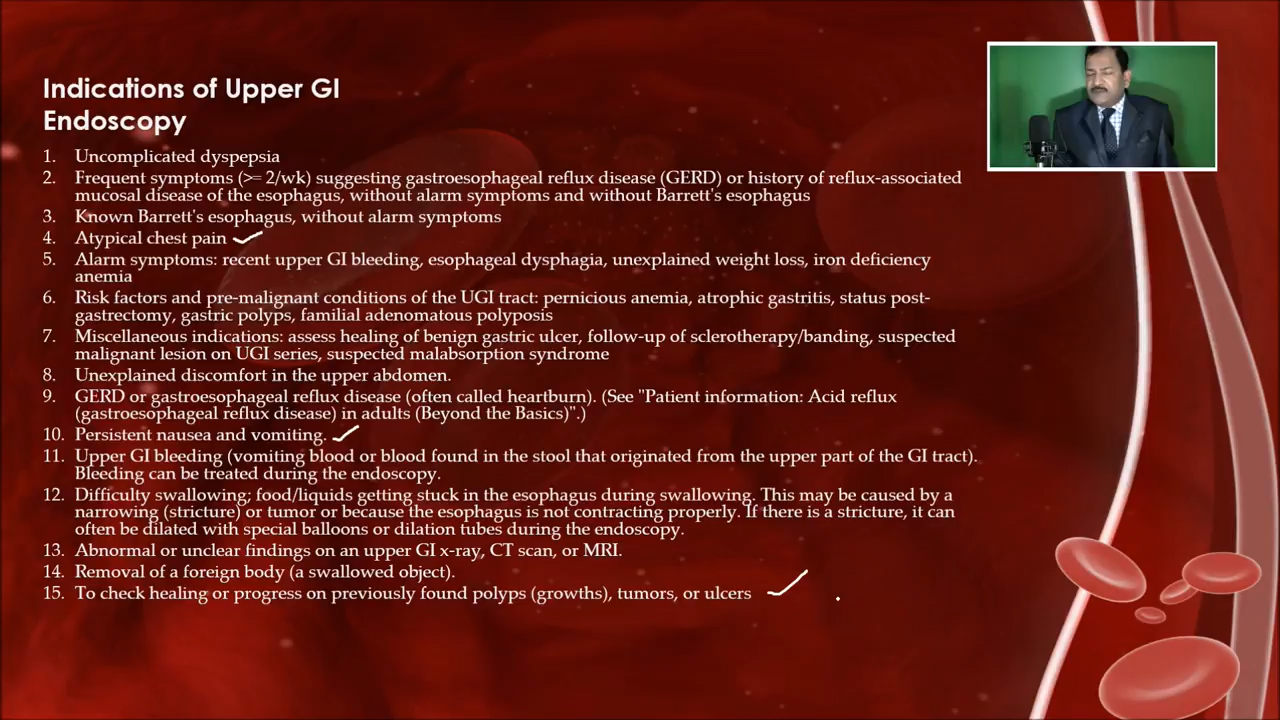 Indications of Upper GI
Endoscopy
1. Uncomplicated dyspepsia
2. Frequent symptoms (>= 2/wk) suggesting gastroesophageal reflux disease (GERD) or history of reflux-associated
mucosal disease of the esophagus, without alarm symptoms and without Barrett's esophagus
3. Known Barrett's esophagus, without alarm symptoms
4. Atypical chest pain
5. Alarm symptoms: recent upper GI bleeding, esophageal dysphagia, unexplained weight loss, iron deficiency
anemia
6. Risk factors and pre-malignant conditions of the UGI tract: pernicious anemia, atrophic gastritis, status post-
gastrectomy, gastric polyps, familial adenomatous polyposis
7. Miscellaneous indications: assess healing of benign gastric ulcer, follow-up of sclerotherapy/banding, suspected
malignant lesion on UGI series, suspected malabsorption syndrome
8. Unexplained discomfort in the upper abdomen.
9. GERD or gastroesophageal reflux disease (often called heartburn). (See "Patient information: Acid reflux
(gastroesophageal reflux disease) in adults (Beyond the Basics)".)
10. Persistent nausea and vomiting.
11. Upper GI bleeding (vomiting blood or blood found in the stool that originated from the upper part of the GI tract).
Bleeding can be treated during the endoscopy.
12. Difficulty swallowing; food/liquids getting stuck in the esophagus during swallowing. This may be caused by a
narrowing (stricture) or tumor or because the esophagus is not contracting properly. If there is a stricture, it can
often be dilated with special balloons or dilation tubes during the endoscopy.
13. Abnormal or unclear findings on an upper GI x-ray, CT scan, or MRI.
14. Removal of a foreign body (a swallowed object).
15. To check healing or progress on previously found polyps (growths), tumors, or ulcers